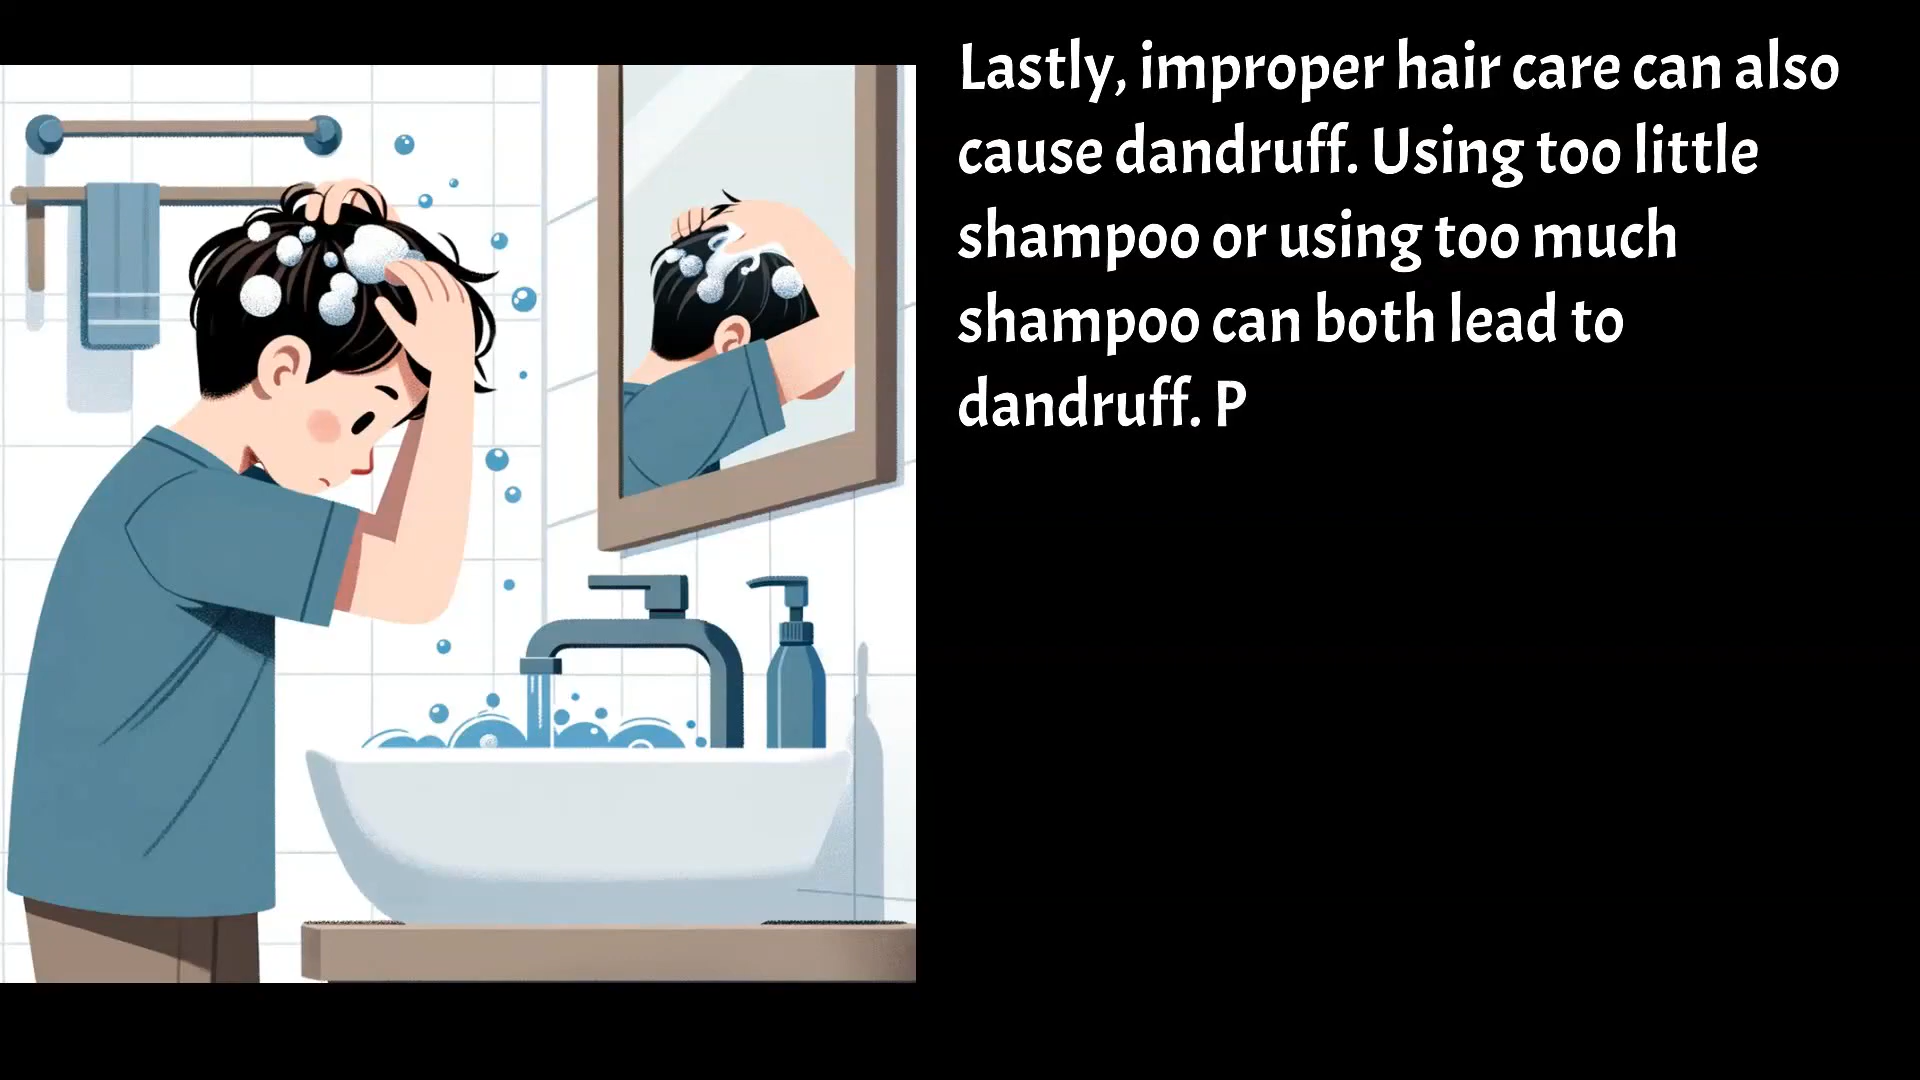 Lastly, improper hair care can also
cause dandruff. Using too little
shampoo or using too much
shampoo can both lead to
dandruff. P